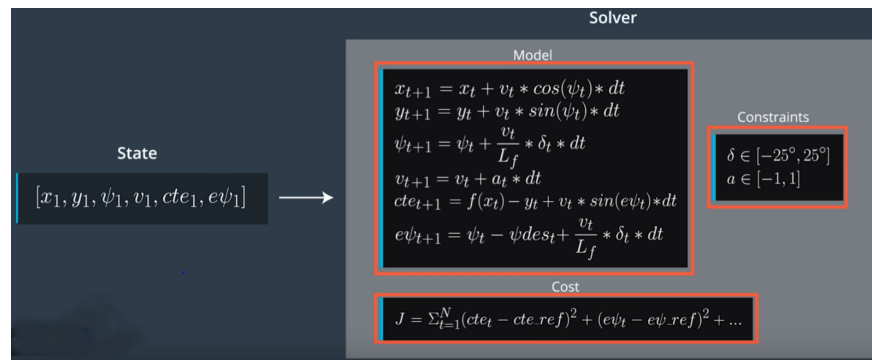 Solver
Model
x_{t+1} = x_t + v_t * cos(ψ_t) * dt
y_{t+1} = y_t + v_t * sin(ψ_t) * dt
ψ_{t+1} = ψ_t + \frac{v_t}{L_f} * δ_t * dt
v_{t+1} = v_t + a_t * dt
cte_{t+1} = f(x_t) − y_t + v_t * sin(eψ_t) * dt
eψ_{t+1} = ψ_t − ψdes_t + \frac{v_t}{L_f} * δ_t * dt
Constraints
δ ∈ [−25°, 25°]
a ∈ [−1, 1]
State
[x_1, y_1, ψ_1, v_1, cte_1, eψ_1]
Cost
J = Σ_{t=1}^{N} (cte_t − cte_ref)^2 + (eψ_t − eψ_ref)^2 + ...